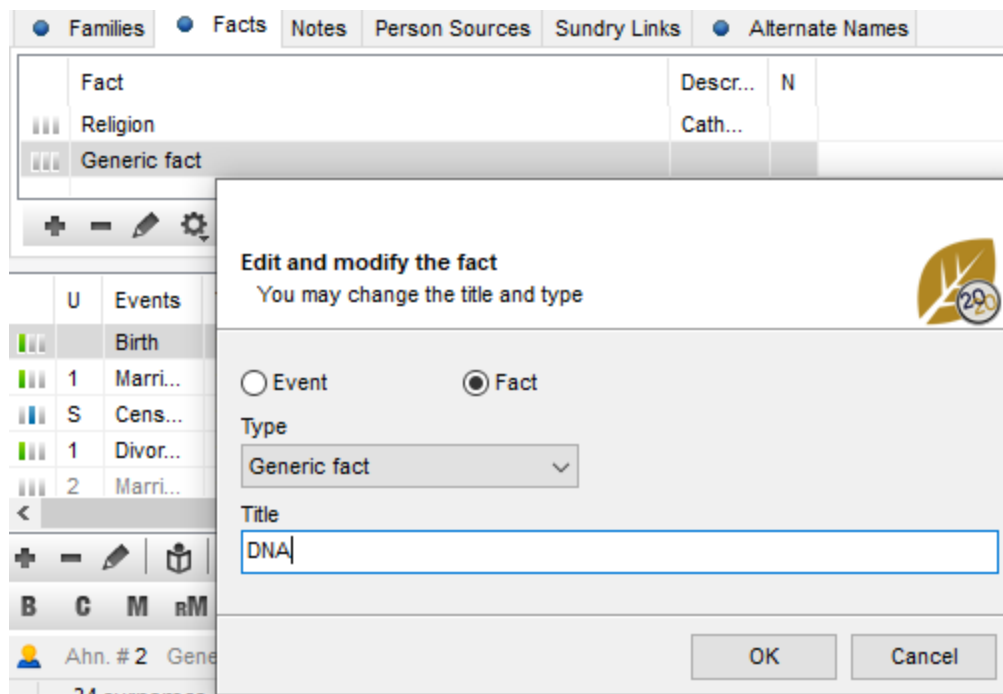 Families Facts Notes Person Sources Sundry Links Alternate Names
Fact Descr... N
Religion Cath...
Generic fact
Edit and modify the fact
You may change the title and type
2020
U Events
Birth
1 Marri...
S Cens...
1 Divor...
2 Marri...
Event Fact
Type
Generic fact
Title
DNA
B C M RM
Ahn. # 2 Gene
OK Cancel